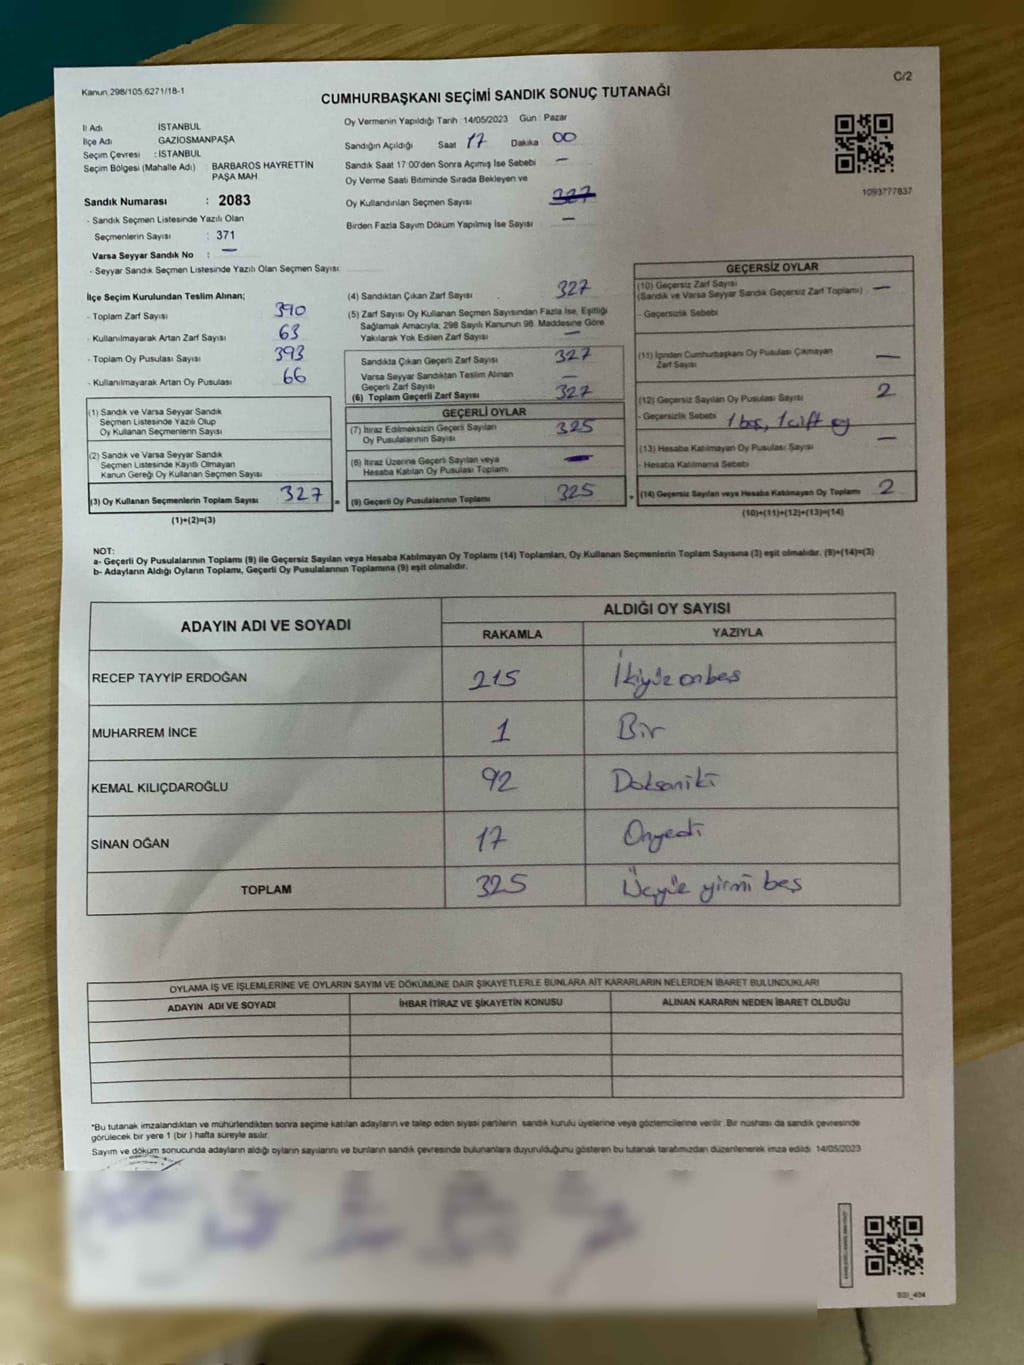 Kanun 298/105.6271/18-1
C/2
CUMHURBAŞKANI SEÇİMİ SANDIK SONUÇ TUTANAĞI
İl Adı İSTANBUL
İlçe Adı GAZİOSMANPAŞA
Seçim Çevresi : İSTANBUL
Seçim Bölgesi (Mahalle Adı) BARBAROS HAYRETTİN
PAŞA MAH
Sandık Numarası : 2083
- Sandık Seçmen Listesinde Yazılı Olan
Seçmenlerin Sayısı : 371
Varsa Seyyar Sandık No : —
- Seyyar Sandık Seçmen Listesinde Yazılı Olan Seçmen Sayısı:
Oy Vermenin Yapıldığı Tarih : 14/05/2023 Gün : Pazar
Sandığın Açıldığı Saat 17 Dakika 00
Sandık Saat 17:00'den Sonra Açımış İse Sebebi —
Oy Verme Saati Bitiminde Sırada Bekleyen ve
Oy Kullandırılan Seçmen Sayısı 327
Birden Fazla Sayım Döküm Yapılmış İse Sayısı —
1093777837
İlçe Seçim Kurulundan Teslim Alınan;
- Toplam Zarf Sayısı 390
- Kullanılmayarak Artan Zarf Sayısı 63
- Toplam Oy Pusulası Sayısı 393
- Kullanılmayarak Artan Oy Pusulası 66
(1) Sandık ve Varsa Seyyar Sandık
Seçmen Listesinde Yazılı Olup
Oy Kullanan Seçmenlerin Sayısı
(2) Sandık ve Varsa Seyyar Sandık
Seçmen Listesinde Kayıtlı Olmayan
Kanun Gereği Oy Kullanan Seçmen Sayısı
(3) Oy Kullanan Seçmenlerin Toplam Sayısı 327 =
(1)+(2)=(3)
(4) Sandıktan Çıkan Zarf Sayısı 327
(5) Zarf Sayısı Oy Kullanan Seçmen Sayısından Fazla İse, Eşitliği
Sağlamak Amacıyla; 298 Sayılı Kanunun 98. Maddesine Göre
Yakılarak Yok Edilen Zarf Sayısı —
Sandıkta Çıkan Geçerli Zarf Sayısı 327
Varsa Seyyar Sandıktan Teslim Alınan
Geçerli Zarf Sayısı —
(6) Toplam Geçerli Zarf Sayısı 327
GEÇERLİ OYLAR
(7) İtiraz Edilmeksizin Geçerli Sayılan
Oy Pusulalarının Sayısı 325
(8) İtiraz Üzerine Geçerli Sayılan veya
Hesaba Katılan Oy Pusulası Toplamı —
(9) Geçerli Oy Pusulalarının Toplamı 325 +
GEÇERSİZ OYLAR
(10) Geçersiz Zarf Sayısı
(Sandık ve Varsa Seyyar Sandık Geçersiz Zarf Toplamı) —
- Geçersizlik Sebebi
(11) İçinden Cumhurbaşkanı Oy Pusulası Çıkmayan
Zarf Sayısı —
(12) Geçersiz Sayılan Oy Pusulası Sayısı 2
- Geçersizlik Sebebi 1 boş, 1 çift oy
(13) Hesaba Katılmayan Oy Pusulası Sayısı —
- Hesaba Katılmama Sebebi
(14) Geçersiz Sayılan veya Hesaba Katılmayan Oy Toplamı 2
(10)+(11)+(12)+(13)=(14)
NOT:
a- Geçerli Oy Pusulalarının Toplamı (9) ile Geçersiz Sayılan veya Hesaba Katılmayan Oy Toplamı (14) Toplamları, Oy Kullanan Seçmenlerin Toplam Sayısına (3) eşit olmalıdır. (9)+(14)=(3)
b- Adayların Aldığı Oyların Toplamı, Geçerli Oy Pusulalarının Toplamına (9) eşit olmalıdır.
ADAYIN ADI VE SOYADI
ALDIĞI OY SAYISI
RAKAMLA YAZIYLA
RECEP TAYYİP ERDOĞAN 215 İkiyüzonbeş
MUHARREM İNCE 1 Bir
KEMAL KILIÇDAROĞLU 92 Doksaniki
SİNAN OĞAN 17 Onyedi
TOPLAM 325 Üçyüz yirmi beş
OYLAMA İŞ VE İŞLEMLERİNE VE OYLARIN SAYIM VE DÖKÜMÜNE DAİR ŞİKAYETLERLE BUNLARA AİT KARARLARIN NELERDEN İBARET BULUNDUKLARI
ADAYIN ADI VE SOYADI İHBAR İTİRAZ VE ŞİKAYETİN KONUSU ALINAN KARARIN NEDEN İBARET OLDUĞU
*Bu tutanak imzalandıktan ve mühürlendikten sonra seçime katılan adayların ve talep eden siyasi partilerin sandık kurulu üyelerine veya gözlemcilerine verilir. Bir nushası da sandık çevresinde
görülecek bir yere 1 (bir ) hafta süreyle asılır.
Sayım ve döküm sonucunda adayların aldığı oyların sayılarını ve bunların sandık çevresinde bulunanlara duyurulduğunu gösteren bu tutanak tarafımızdan düzenlenerek imza edildi 14/05/2023